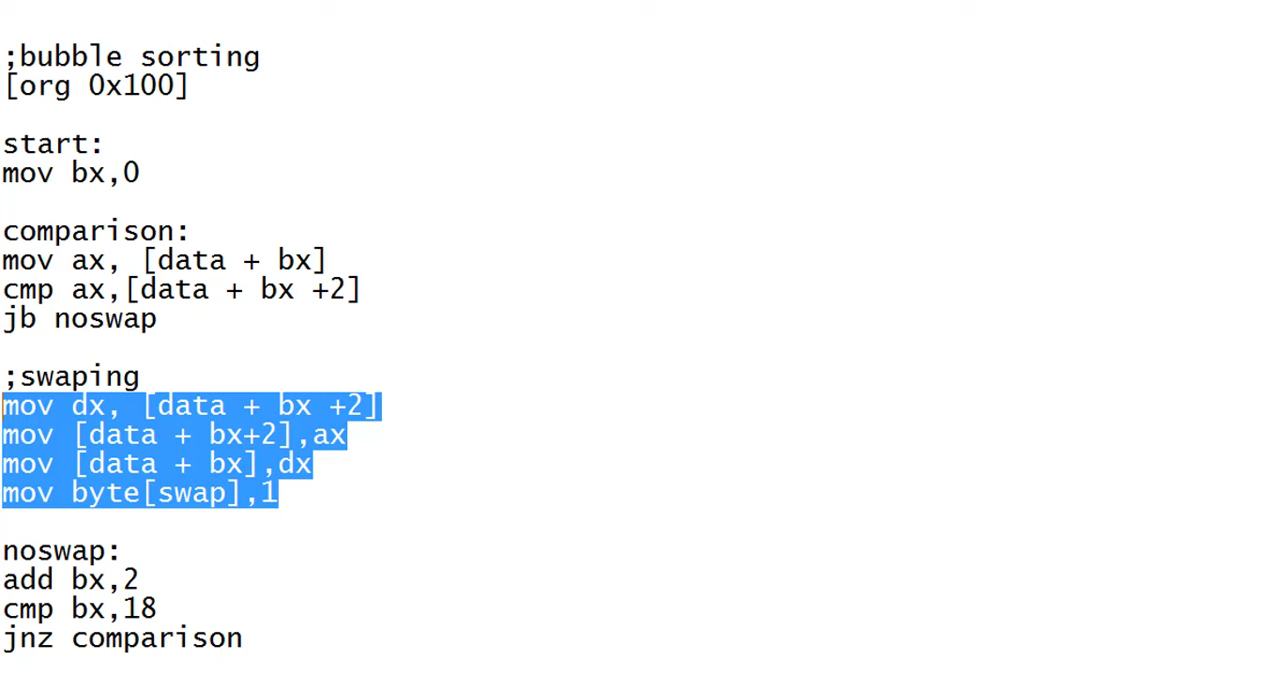 ;bubble sorting
[org 0x100]
start:
mov bx,0
comparison:
mov ax, [data + bx]
cmp ax,[data + bx +2]
jb noswap
;swaping
mov dx, [data + bx +2]
mov [data + bx+2],ax
mov [data + bx],dx
mov byte[swap],1
noswap:
add bx,2
cmp bx,18
jnz comparison